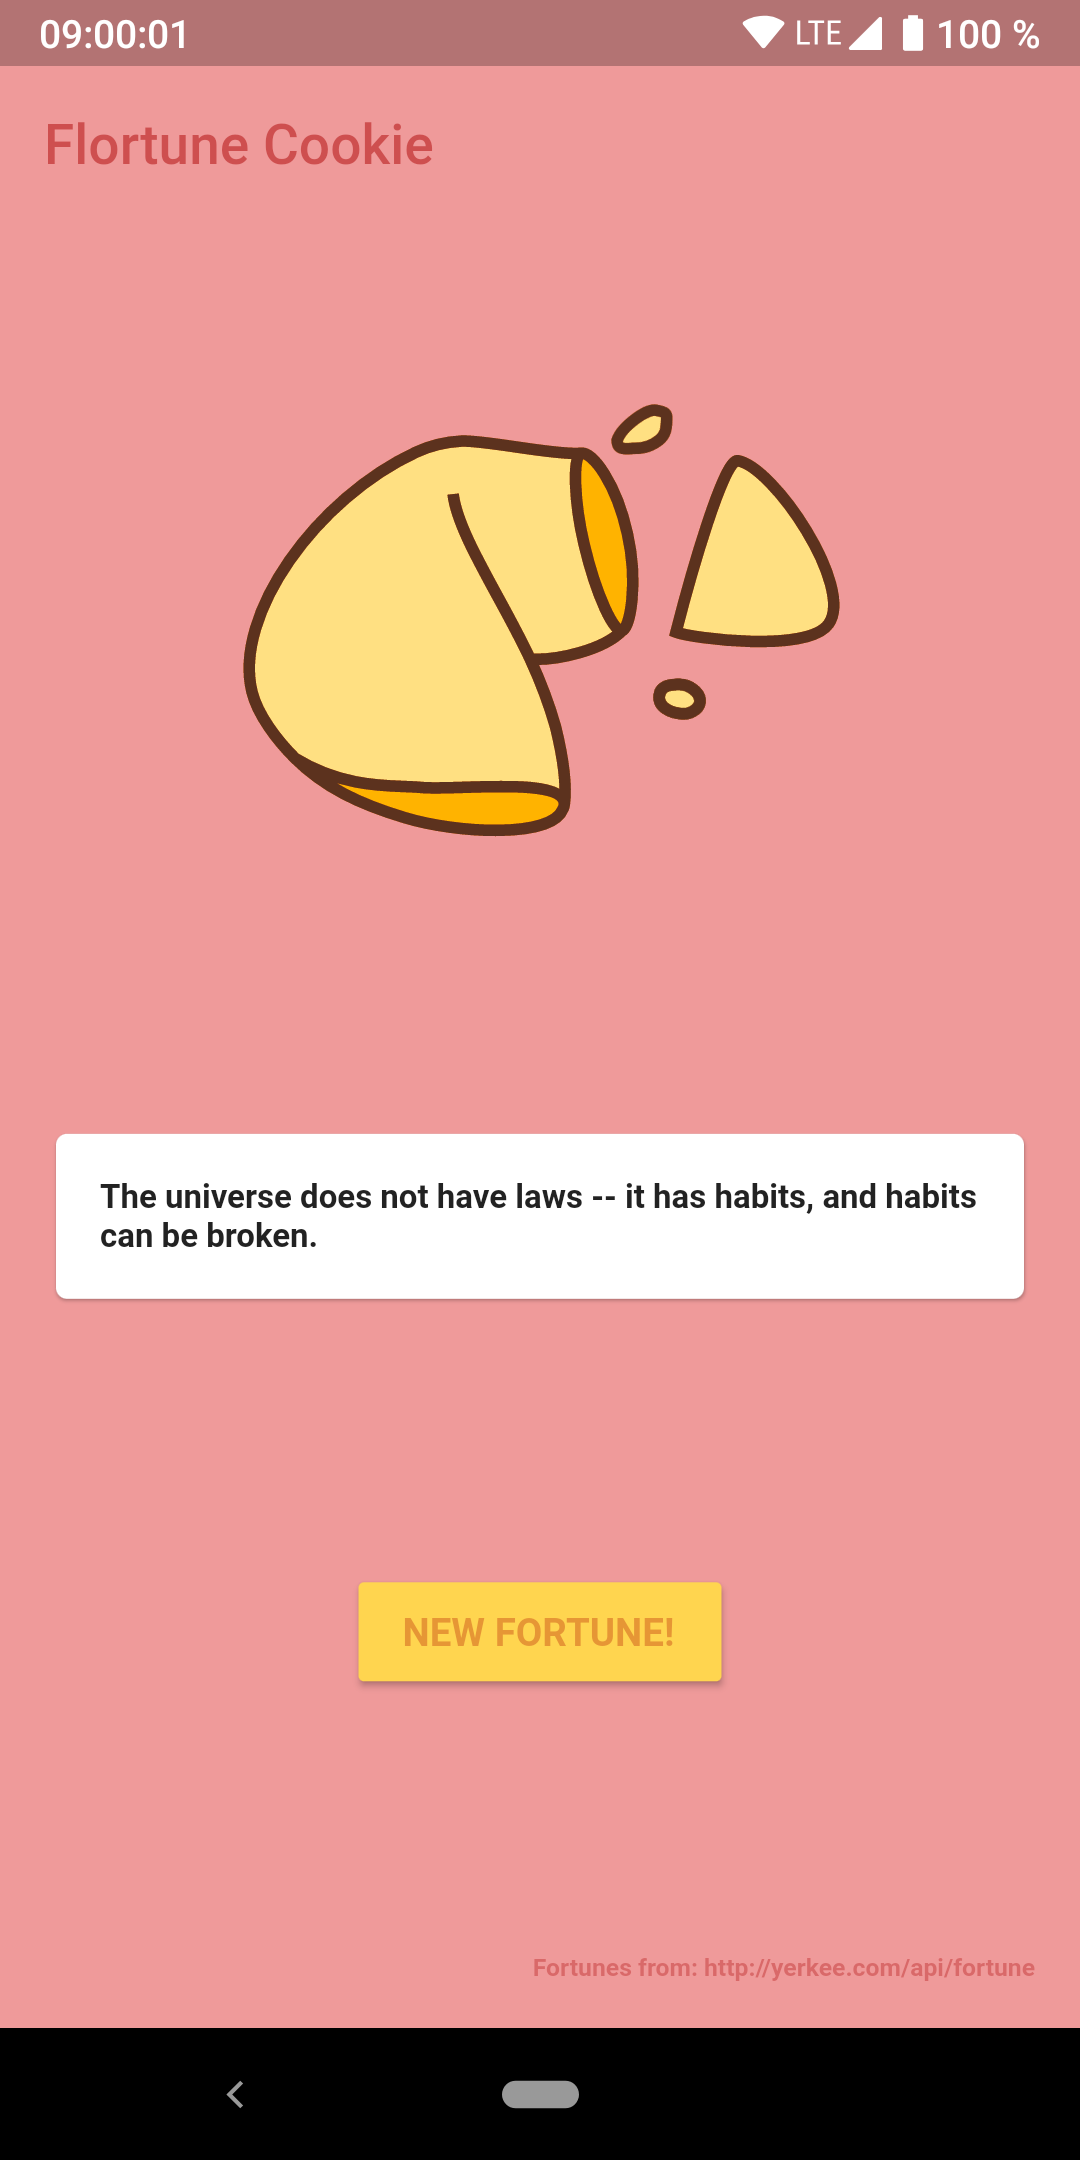 09:00:01 LTE 100 %
Flortune Cookie
The universe does not have laws -- it has habits, and habits
can be broken.
NEW FORTUNE!
Fortunes from: http://yerkee.com/api/fortune